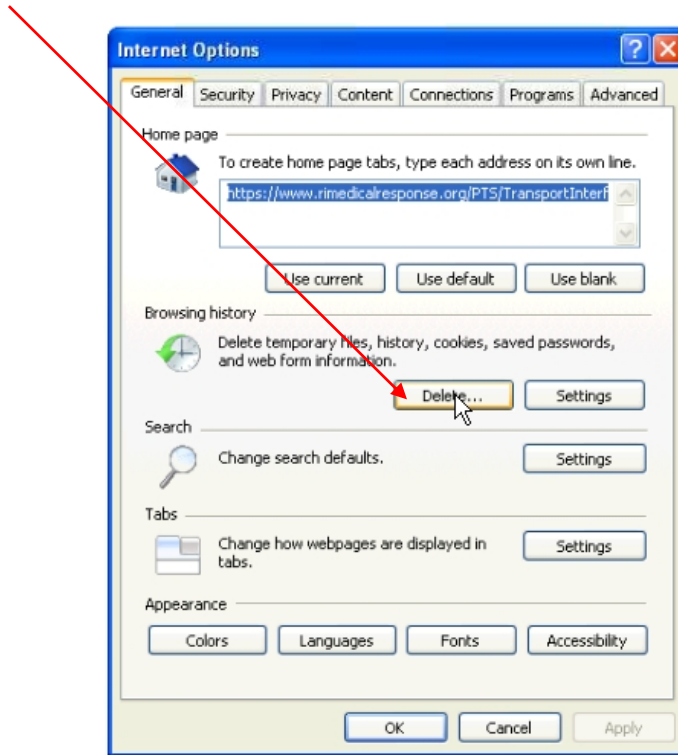 Internet Options
General Security Privacy Content Connections Programs Advanced
Home page
To create home page tabs, type each address on its own line.
https://www.rimedicalresponse.org/PTS/TransportInterf
Use current Use default Use blank
Browsing history
Delete temporary files, history, cookies, saved passwords,
and web form information.
Delete... Settings
Search
Change search defaults. Settings
Tabs
Change how webpages are displayed in
tabs.
Settings
Appearance
Colors Languages Fonts Accessibility
OK Cancel Apply